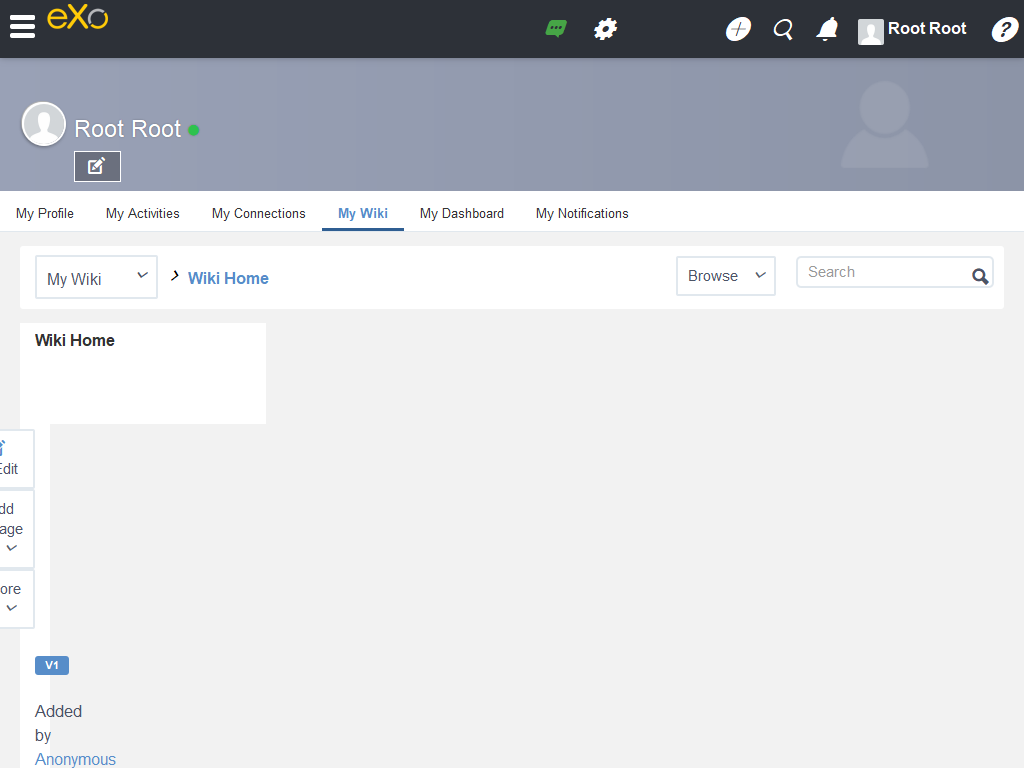 eXo
Root Root
Root Root
My Profile
My Activities
My Connections
My Wiki
My Dashboard
My Notifications
My Wiki
Wiki Home
Browse
Search
Wiki Home
Edit
dd
age
ore
V1
Added
by
Anonymous